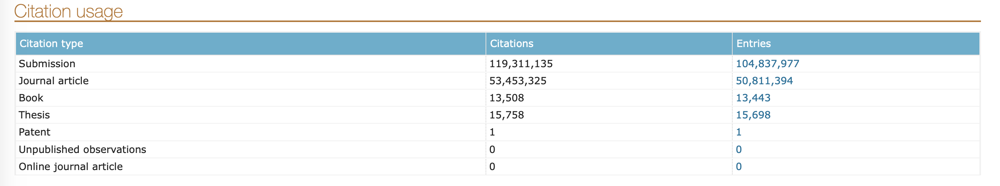 Citation usage
Citation type Citations Entries
Submission 119,311,135 104,837,977
Journal article 53,453,325 50,811,394
Book 13,508 13,443
Thesis 15,758 15,698
Patent 1 1
Unpublished observations 0 0
Online journal article 0 0